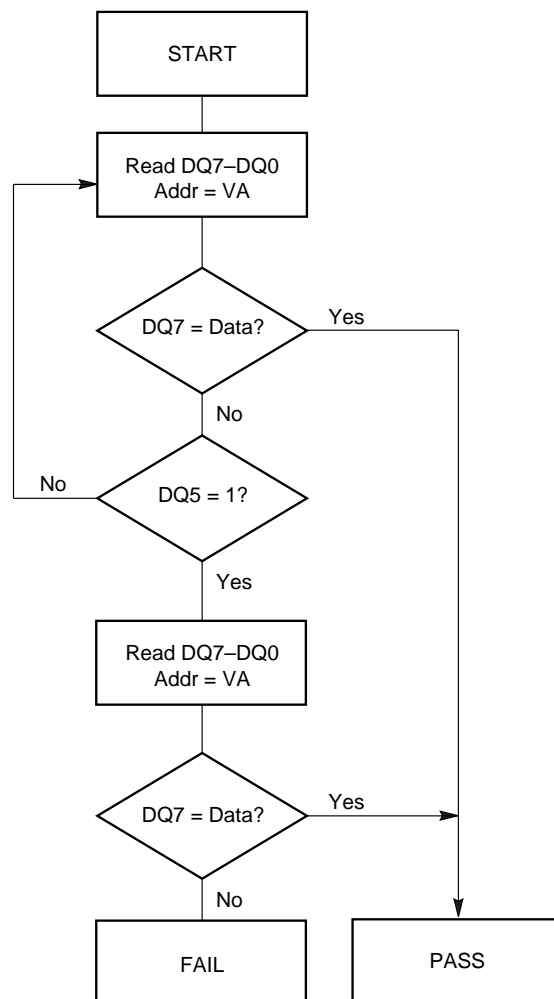 START
Read DQ7–DQ0
Addr = VA
DQ7 = Data?
Yes
No
No
DQ5 = 1?
Yes
Read DQ7–DQ0
Addr = VA
DQ7 = Data?
Yes
No
FAIL
PASS